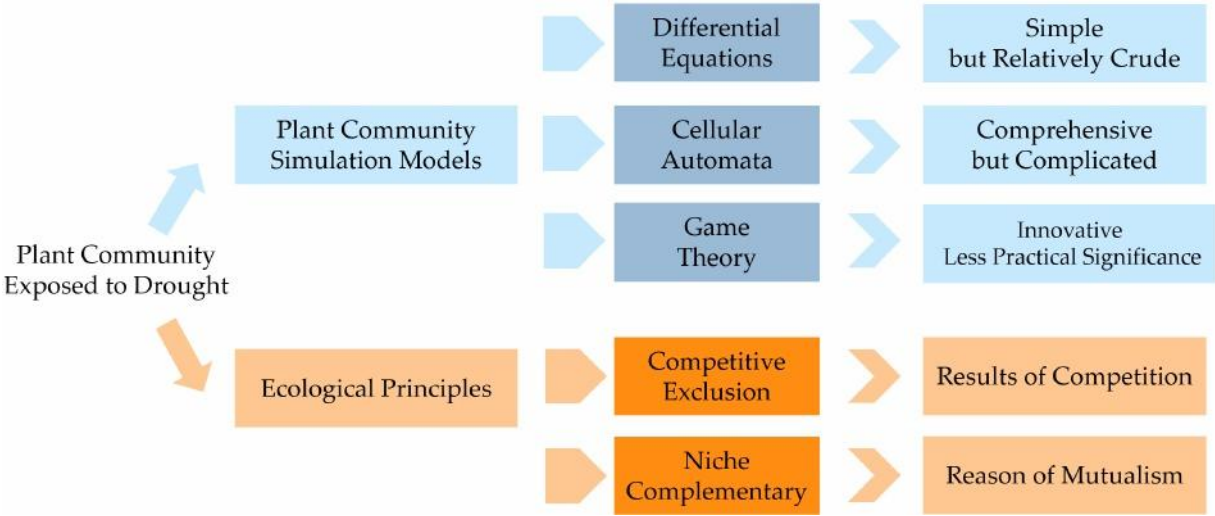 Plant Community
Exposed to Drought
Plant Community
Simulation Models
Differential
Equations
Simple
but Relatively Crude
Cellular
Automata
Comprehensive
but Complicated
Game
Theory
Innovative
Less Practical Significance
Ecological Principles
Competitive
Exclusion
Results of Competition
Niche
Complementary
Reason of Mutualism